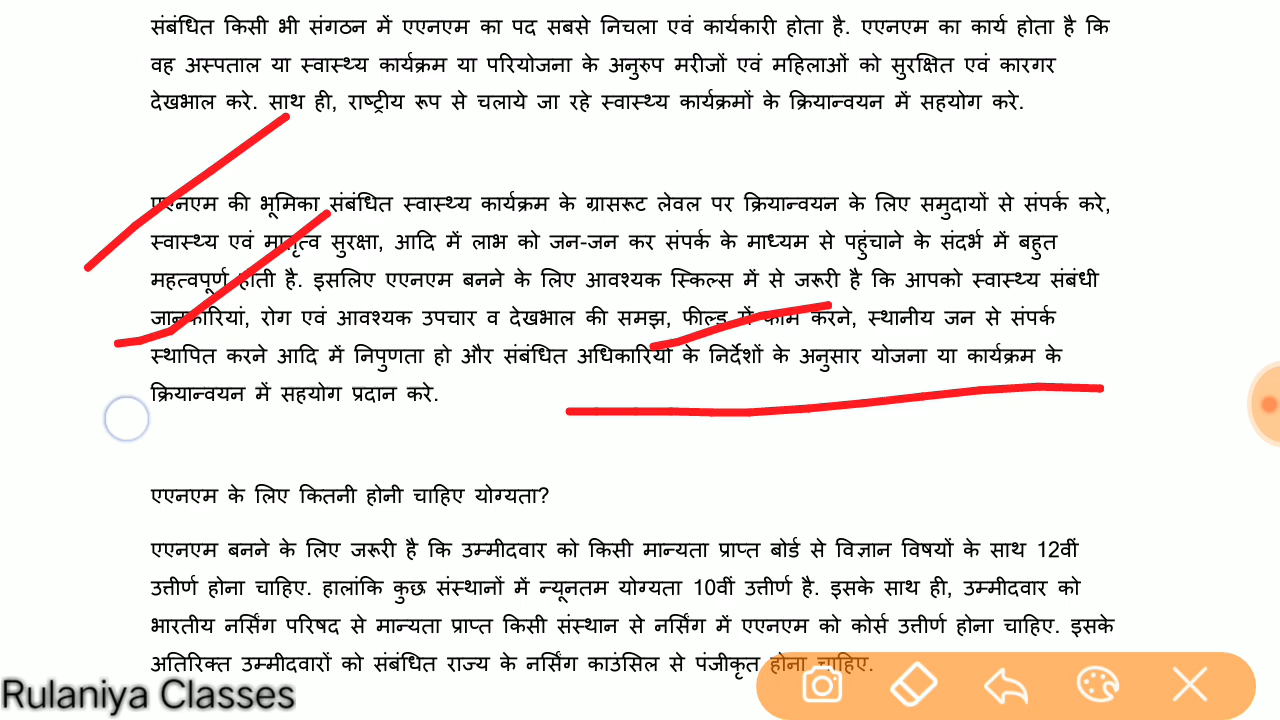 संबंधित किसी भी संगठन में एएनएम का पद सबसे निचला एवं कार्यकारी होता है. एएनएम का कार्य होता है कि
वह अस्पताल या स्वास्थ्य कार्यक्रम या परियोजना के अनुरुप मरीजों एवं महिलाओं को सुरक्षित एवं कारगर
देखभाल करे. साथ ही, राष्ट्रीय रूप से चलाये जा रहे स्वास्थ्य कार्यक्रमों के क्रियान्वयन में सहयोग करे.
एएनएम की भूमिका संबंधित स्वास्थ्य कार्यक्रम के ग्रासरूट लेवल पर क्रियान्वयन के लिए समुदायों से संपर्क करे,
स्वास्थ्य एवं मातृत्व सुरक्षा, आदि में लाभ को जन-जन कर संपर्क के माध्यम से पहुंचाने के संदर्भ में बहुत
महत्वपूर्ण होती है. इसलिए एएनएम बनने के लिए आवश्यक स्किल्स में से जरूरी है कि आपको स्वास्थ्य संबंधी
जानकारियां, रोग एवं आवश्यक उपचार व देखभाल की समझ, फील्ड में काम करने, स्थानीय जन से संपर्क
स्थापित करने आदि में निपुणता हो और संबंधित अधिकारियों के निर्देशों के अनुसार योजना या कार्यक्रम के
क्रियान्वयन में सहयोग प्रदान करे.
एएनएम के लिए कितनी होनी चाहिए योग्यता?
एएनएम बनने के लिए जरूरी है कि उम्मीदवार को किसी मान्यता प्राप्त बोर्ड से विज्ञान विषयों के साथ 12वीं
उत्तीर्ण होना चाहिए. हालांकि कुछ संस्थानों में न्यूनतम योग्यता 10वीं उत्तीर्ण है. इसके साथ ही, उम्मीदवार को
भारतीय नर्सिंग परिषद से मान्यता प्राप्त किसी संस्थान से नर्सिंग में एएनएम को कोर्स उत्तीर्ण होना चाहिए. इसके
अतिरिक्त उम्मीदवारों को संबंधित राज्य के नर्सिंग काउंसिल से पंजीकृत होना चाहिए.
Rulaniya Classes